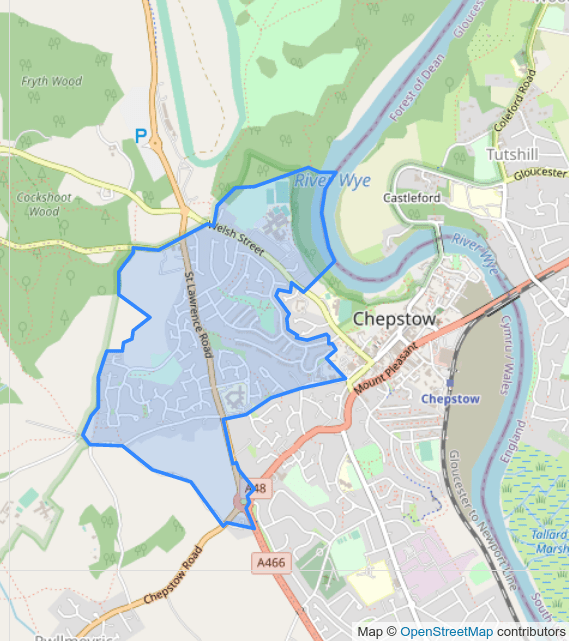 Gloucester
Fryth Wood
Forest of Dean
Coleford Road
P
Tutshill
Gloucester
River Wye
Cockshoot
Wood
Castleford
Welsh Street
River Wye
St Lawrence Road
Chepstow
Cymru / Wales
Mount Pleasant
Chepstow
England
A48
Gloucester to Newport Line
Tallard
Marsh
A466
Chepstow Road
South
Pwllmeyric
Map © OpenStreetMap contributors